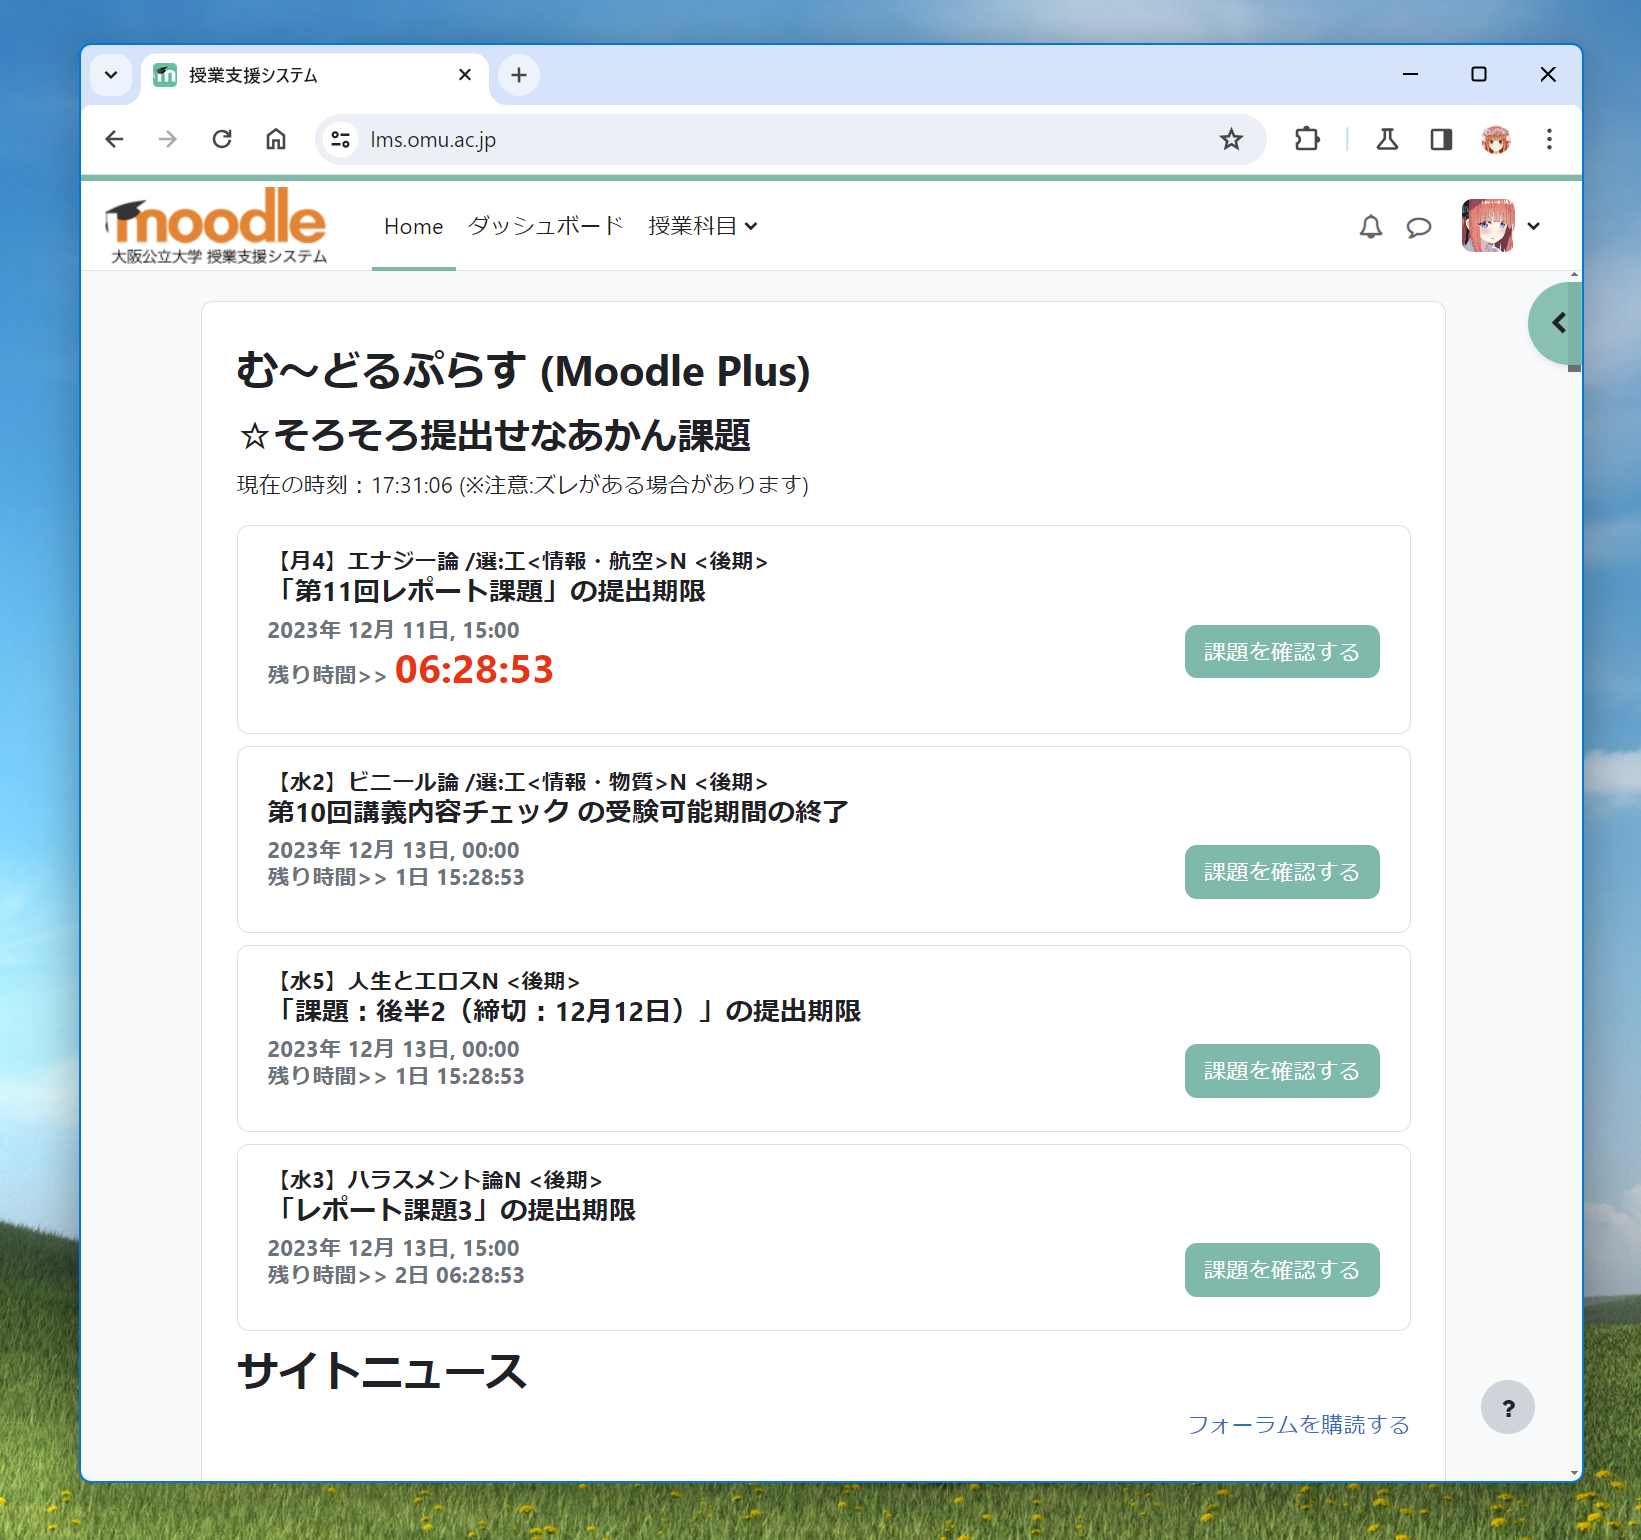 授業支援システム
lms.omu.ac.jp
moodle
大阪公立大学 授業支援システム
Home ダッシュボード 授業科目
む～どるぷらす (Moodle Plus)
☆そろそろ提出せなあかん課題
現在の時刻：17:31:06 (※注意:ズレがある場合があります)
【月4】エナジー論 /選:工<情報・航空>N <後期>
「第11回レポート課題」の提出期限
2023年 12月 11日, 15:00
残り時間>> 06:28:53
課題を確認する
【水2】ビニール論 /選:工<情報・物質>N <後期>
第10回講義内容チェック の受験可能期間の終了
2023年 12月 13日, 00:00
残り時間>> 1日 15:28:53
課題を確認する
【水5】人生とエロスN <後期>
「課題：後半2（締切：12月12日）」の提出期限
2023年 12月 13日, 00:00
残り時間>> 1日 15:28:53
課題を確認する
【水3】ハラスメント論N <後期>
「レポート課題3」の提出期限
2023年 12月 13日, 15:00
残り時間>> 2日 06:28:53
課題を確認する
サイトニュース
フォーラムを購読する
?